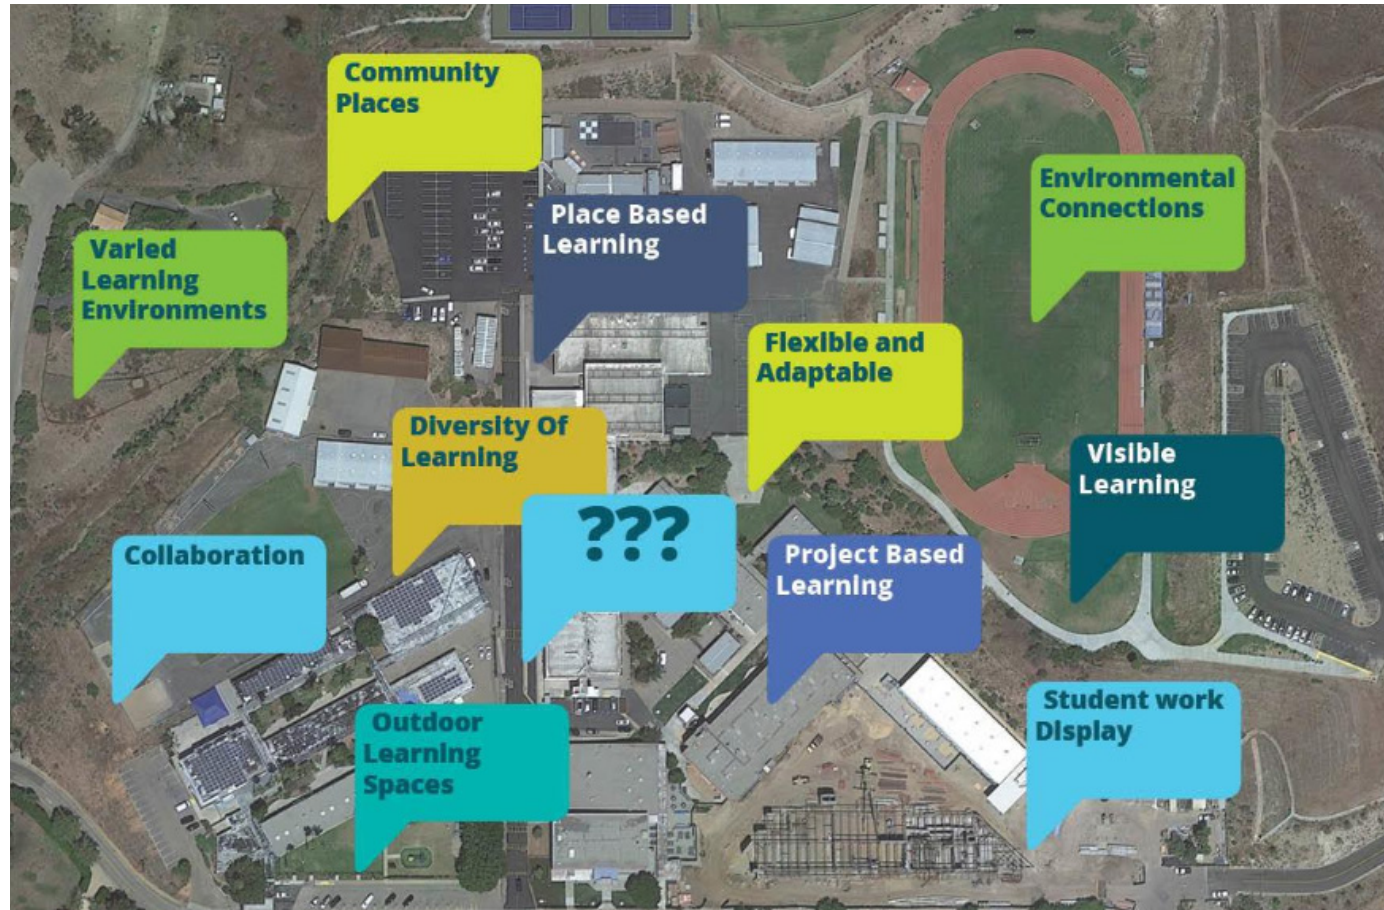 Community
Places
Environmental
Connections
Place Based
Learning
Varied
Learning
Environments
Flexible and
Adaptable
Diversity Of
Learning
Visible
Learning
???
Collaboration
Project Based
Learning
Student work
Display
Outdoor
Learning
Spaces